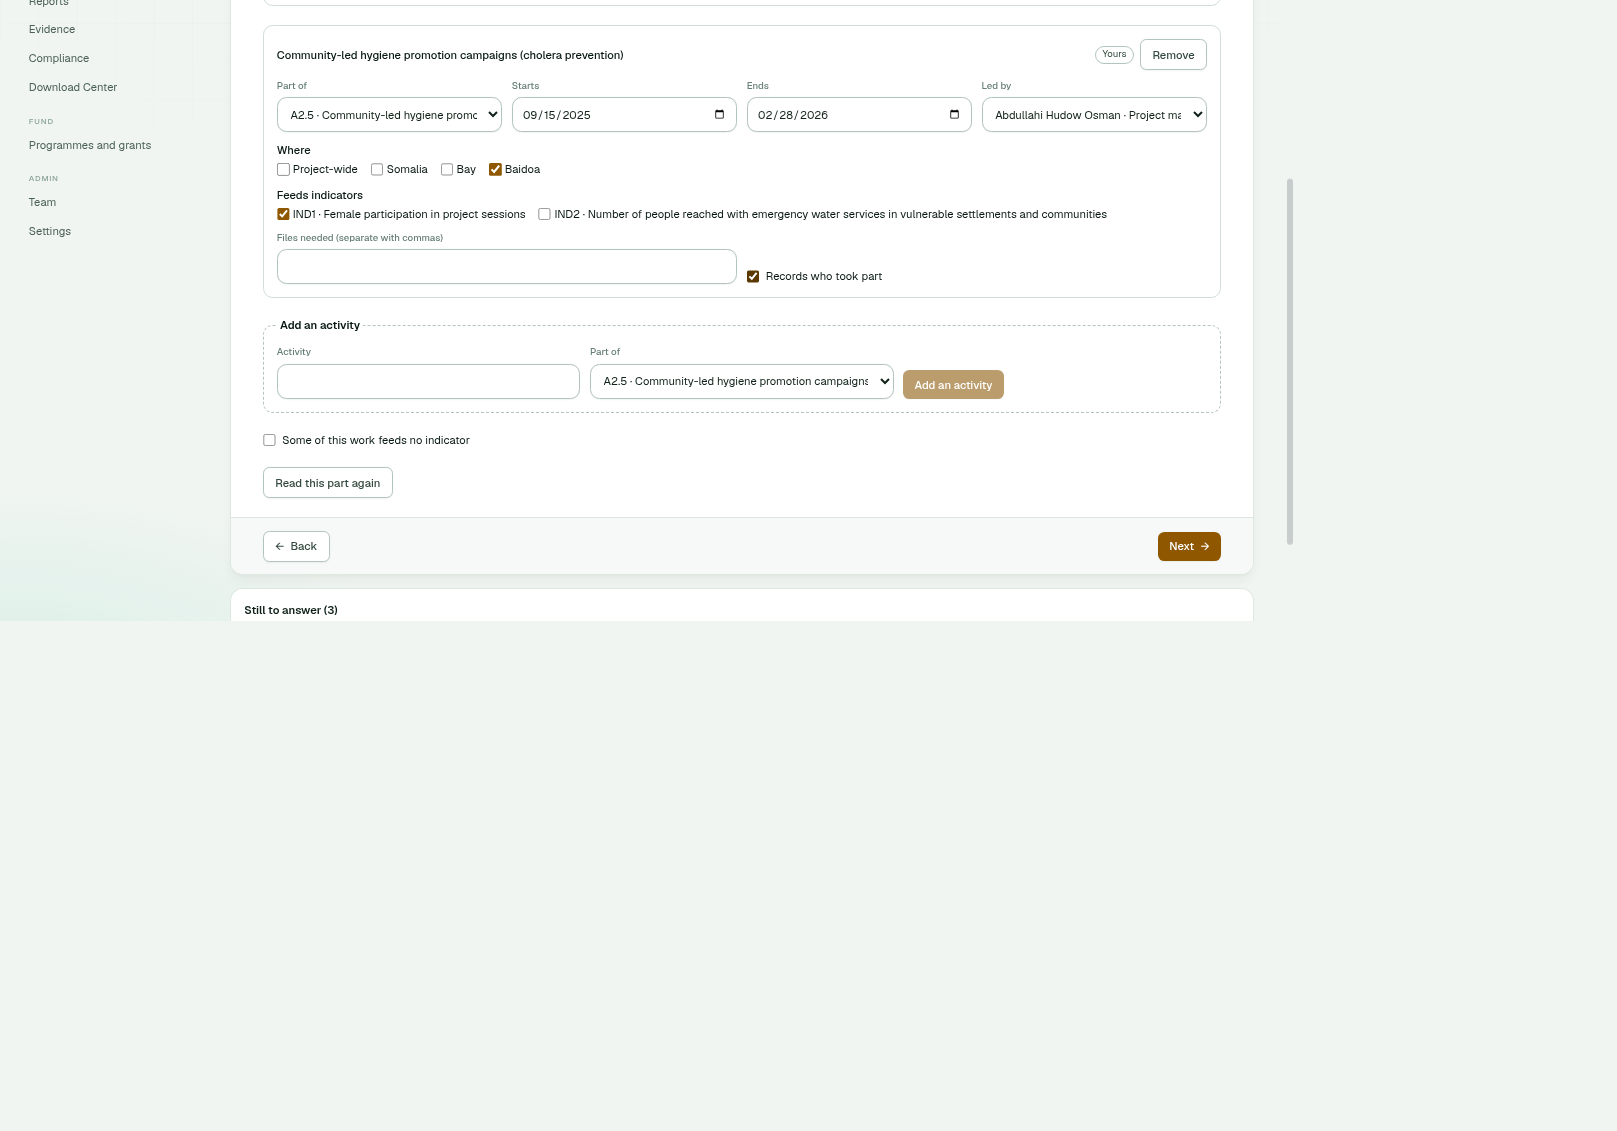 Reports
Evidence
Compliance
Download Center
FUND
Programmes and grants
ADMIN
Team
Settings
Community-led hygiene promotion campaigns (cholera prevention)
Yours
Remove
Part of
Starts
Ends
Led by
A2.5 · Community-led hygiene promo
09/15/2025
02/28/2026
Abdullahi Hudow Osman · Project ma
Where
Project-wide
Somalia
Bay
Baidoa
Feeds indicators
IND1 · Female participation in project sessions
IND2 · Number of people reached with emergency water services in vulnerable settlements and communities
Files needed (separate with commas)
Records who took part
Add an activity
Activity
Part of
A2.5 · Community-led hygiene promotion campaigns
Add an activity
Some of this work feeds no indicator
Read this part again
← Back
Next →
Still to answer (3)